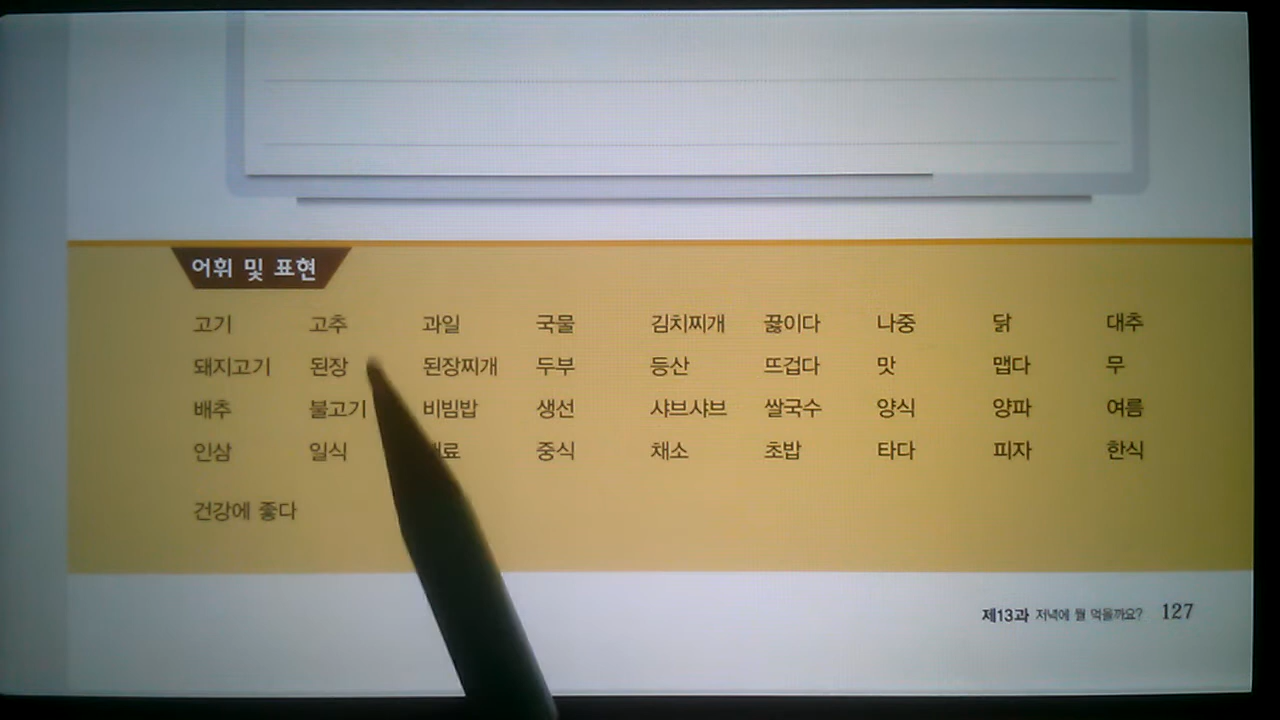 어휘 및 표현
고기 고추 과일 국물 김치찌개 끓이다 나중 닭 대추
돼지고기 된장 된장찌개 두부 등산 뜨겁다 맛 맵다 무
배추 불고기 비빔밥 생선 샤브샤브 쌀국수 양식 양파 여름
인삼 일식 중식 채소 초밥 타다 피자 한식
건강에 좋다
제13과 저녁에 뭘 먹을까요? 127